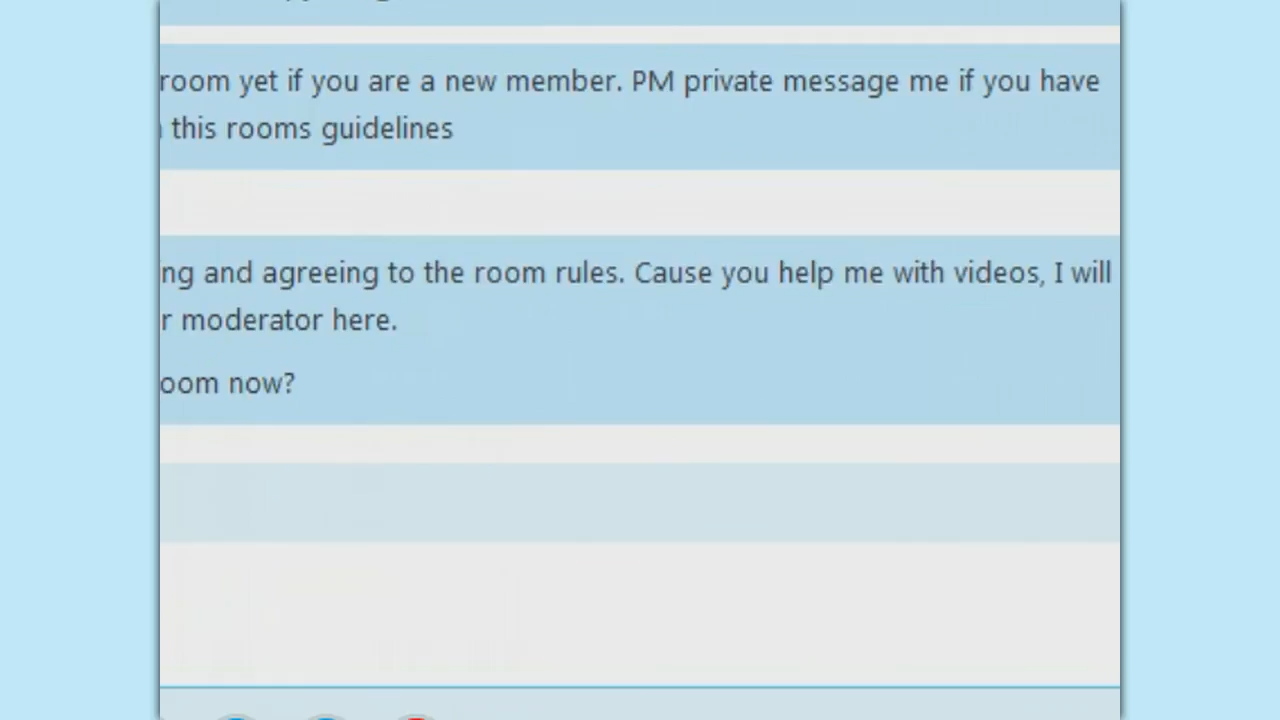 room yet if you are a new member. PM private message me if you have
this rooms guidelines
ng and agreeing to the room rules. Cause you help me with videos, I will
r moderator here.
oom now?